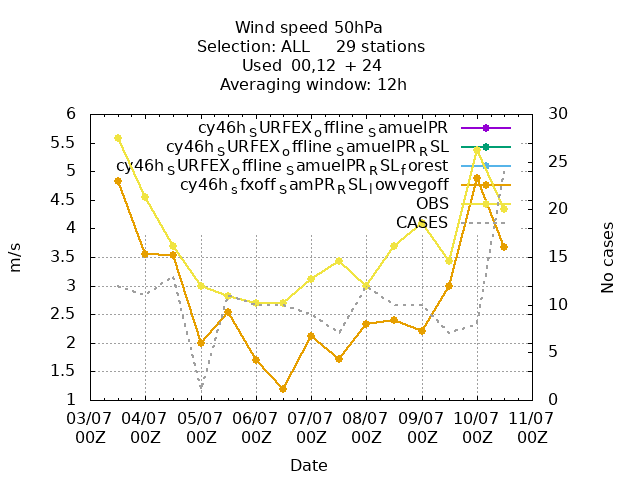 Wind speed 50hPa
Selection: ALL 29 stations
Used 00,12 + 24
Averaging window: 12h
6
5.5
5
4.5
4
3.5
3
2.5
2
1.5
1
m/s
30
25
20
15
10
5
0
No cases
cy46h_SURFEX_offline_SamuelPR
cy46h_SURFEX_offline_SamuelPR_RSL
cy46h_SURFEX_offline_SamuelPR_RSL_forest
cy46h_sfxoff_SamPR_RSL_lowvegoff
OBS
CASES
03/07 04/07 05/07 06/07 07/07 08/07 09/07 10/07 11/07
00Z 00Z 00Z 00Z 00Z 00Z 00Z 00Z 00Z
Date